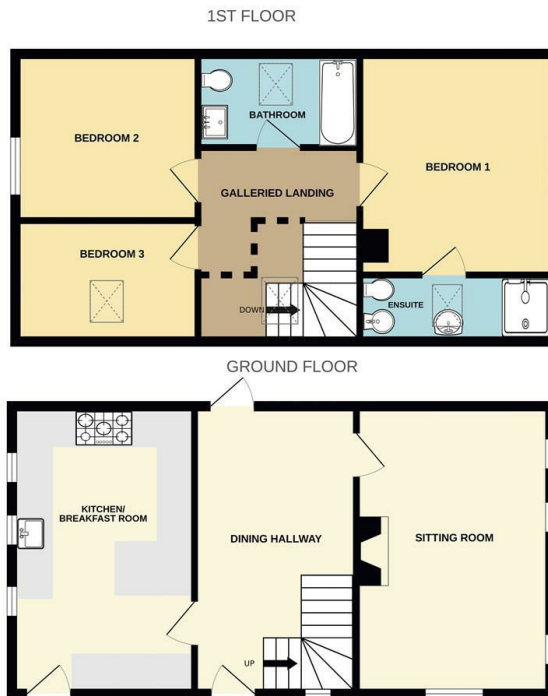 1ST FLOOR
BEDROOM 2
BATHROOM
BEDROOM 1
GALLERIED LANDING
BEDROOM 3
DOWN
ENSUITE
GROUND FLOOR
KITCHEN/
BREAKFAST ROOM
DINING HALLWAY
SITTING ROOM
UP